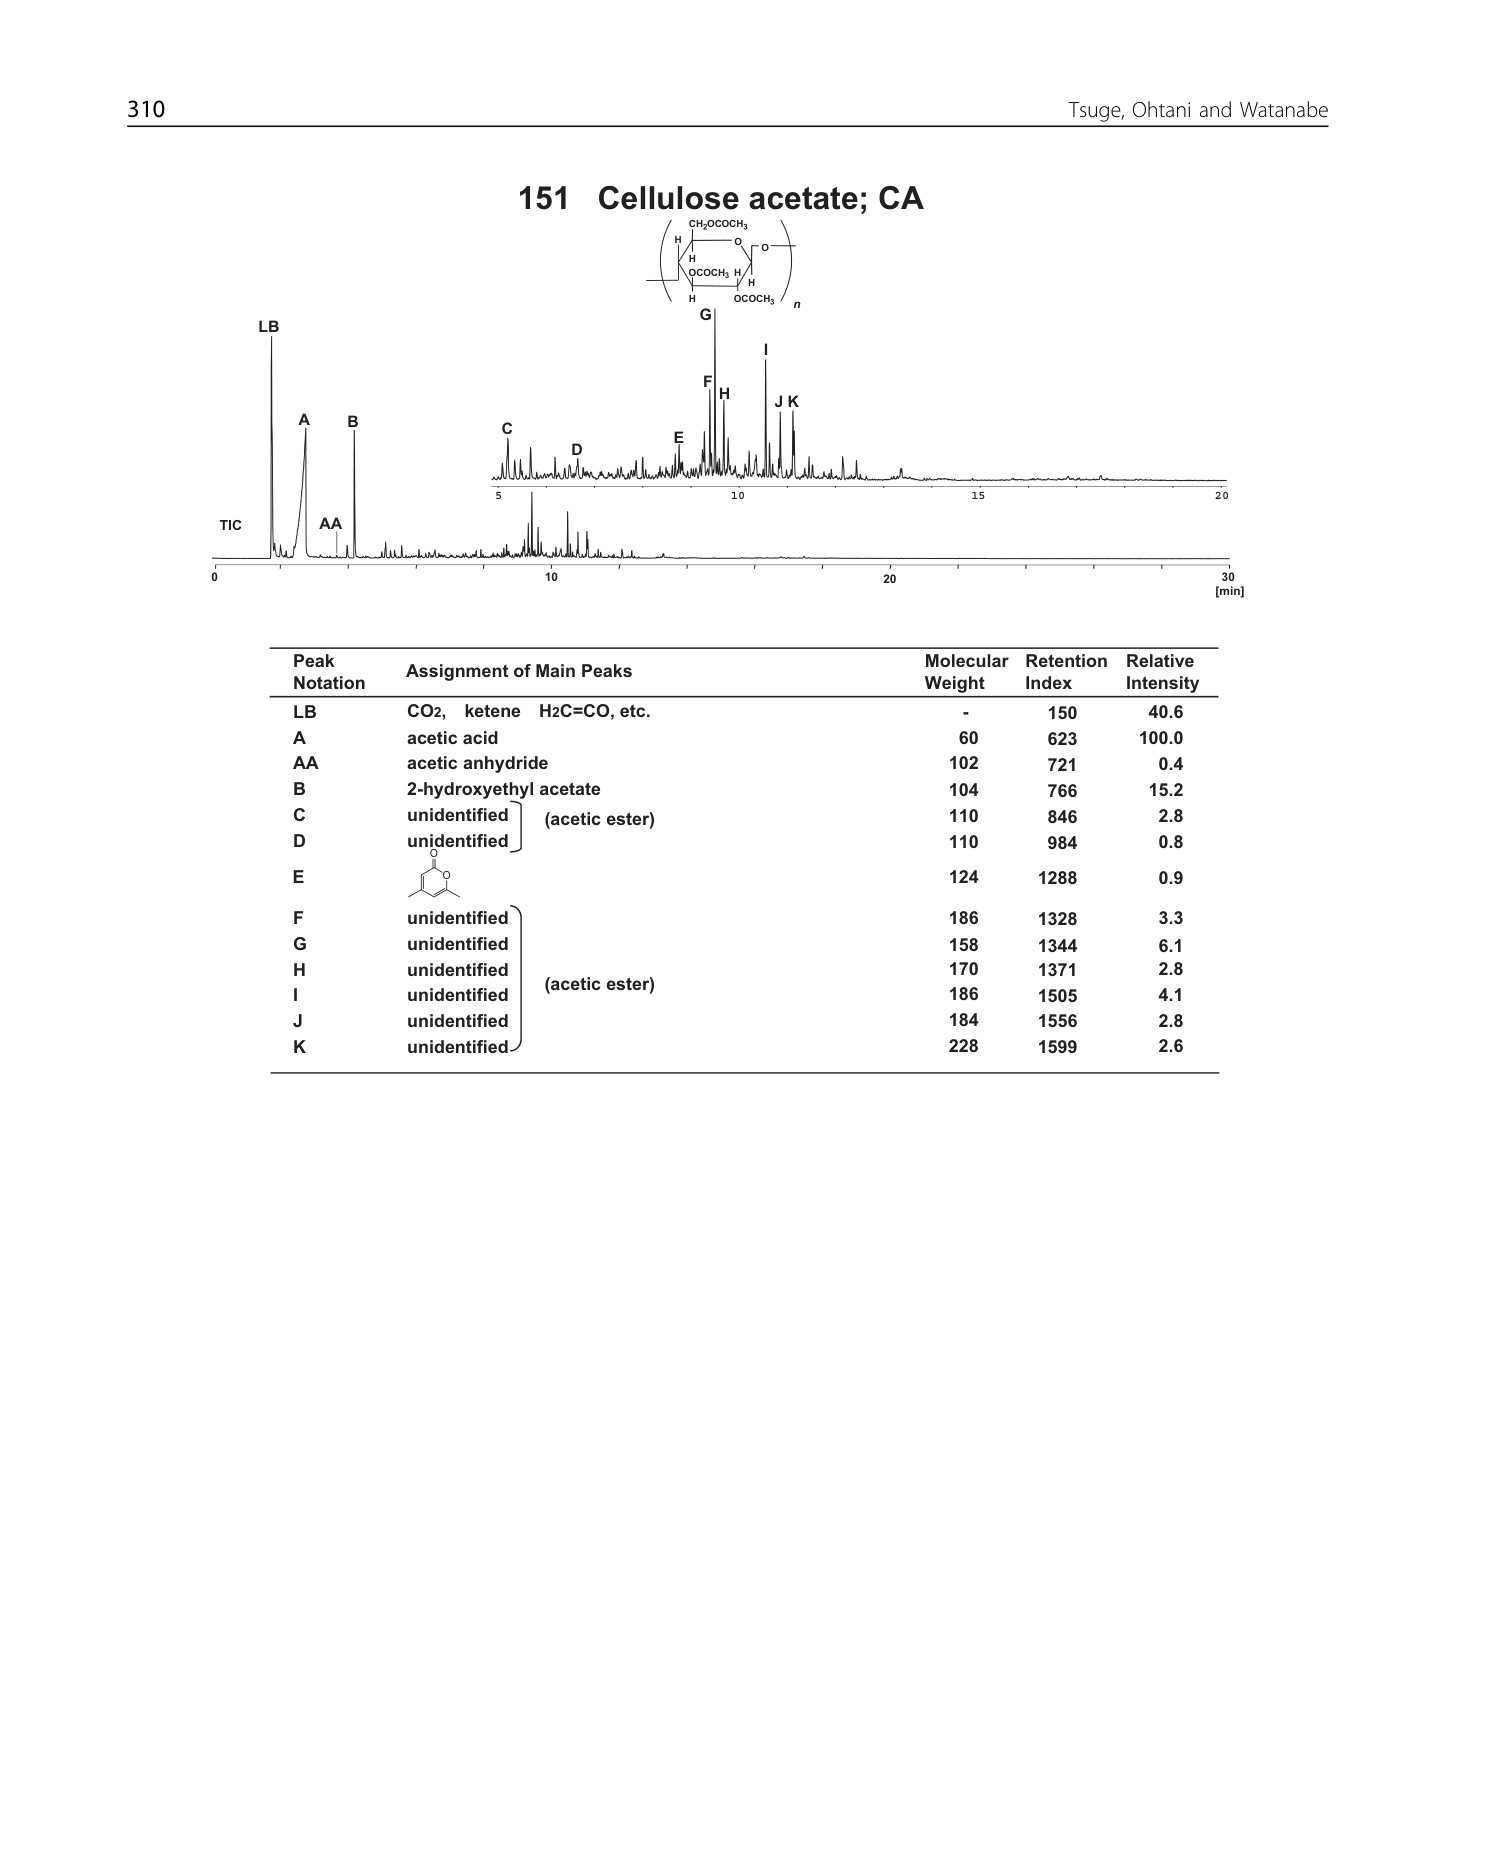 310 Tsuge, Ohtani and Watanabe
151 Cellulose acetate; CA
CH2OCOCH3
H O O
H
OCOCH3 H
H
H OCOCH3 n
G
LB
I
F
H
A B J K
C
E
D
5 10 15 20
TIC AA
0 10 20 30
[min]
Peak Notation Assignment of Main Peaks Molecular Weight Retention Index Relative Intensity
LB CO2, ketene H2C=CO, etc. - 150 40.6
A acetic acid 60 623 100.0
AA acetic anhydride 102 721 0.4
B 2-hydroxyethyl acetate 104 766 15.2
C unidentified (acetic ester) 110 846 2.8
D unidentified 110 984 0.8
O
O
E 124 1288 0.9
F unidentified 186 1328 3.3
G unidentified 158 1344 6.1
H unidentified 170 1371 2.8
(acetic ester)
I unidentified 186 1505 4.1
J unidentified 184 1556 2.8
K unidentified 228 1599 2.6